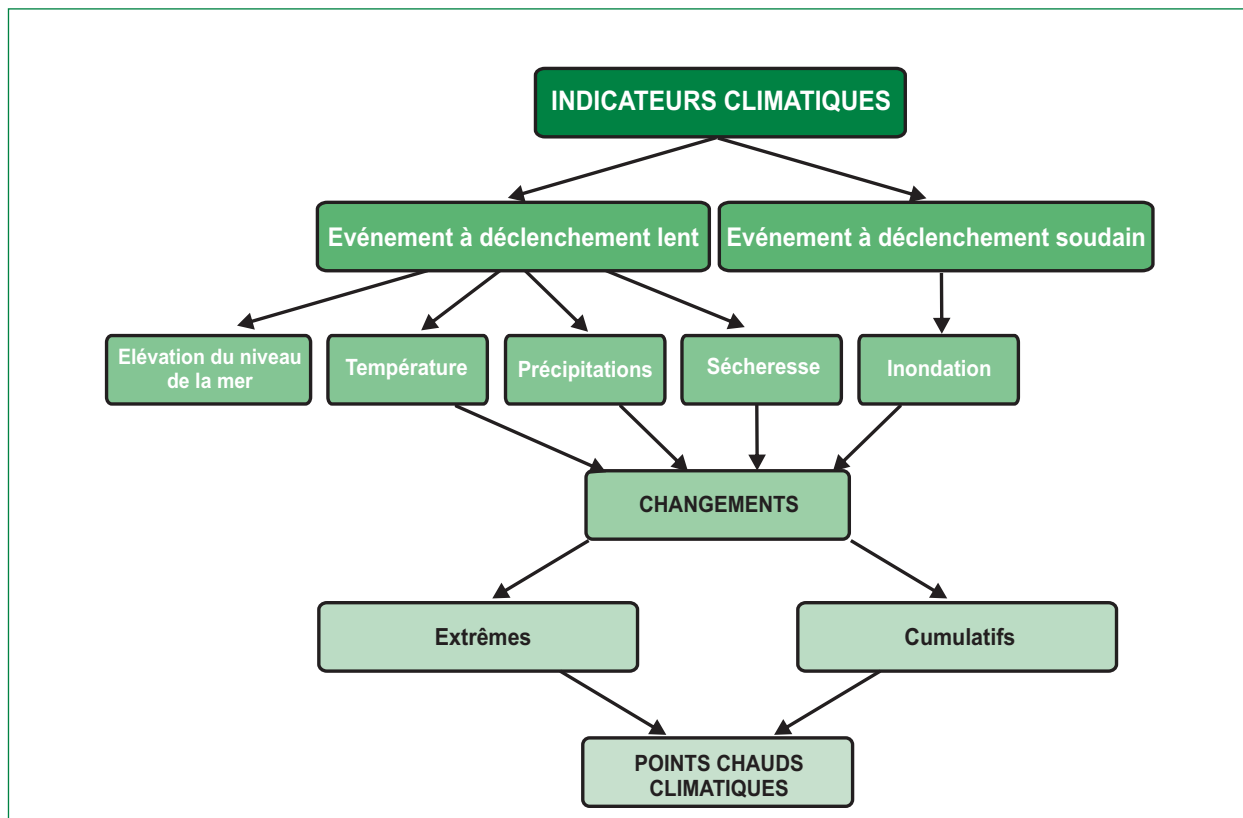 INDICATEURS CLIMATIQUES
Evénement à déclenchement lent
Evénement à déclenchement soudain
Elévation du niveau
de la mer
Température
Précipitations
Sécheresse
Inondation
CHANGEMENTS
Extrêmes
Cumulatifs
POINTS CHAUDS
CLIMATIQUES